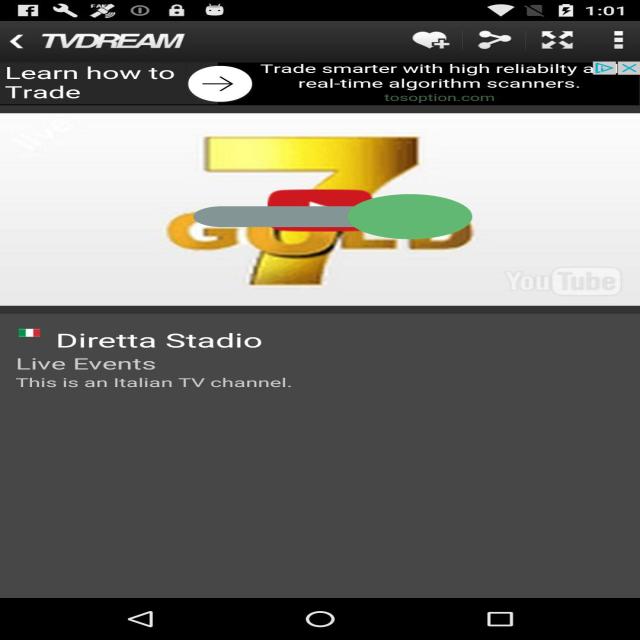 1:01
TVDREAM
Learn how to
Trade
Trade smarter with high reliabilty a
real-time algorithm scanners.
tosoption.com
live
7
GOLD
YouTube
Diretta Stadio
Live Events
This is an Italian TV channel.